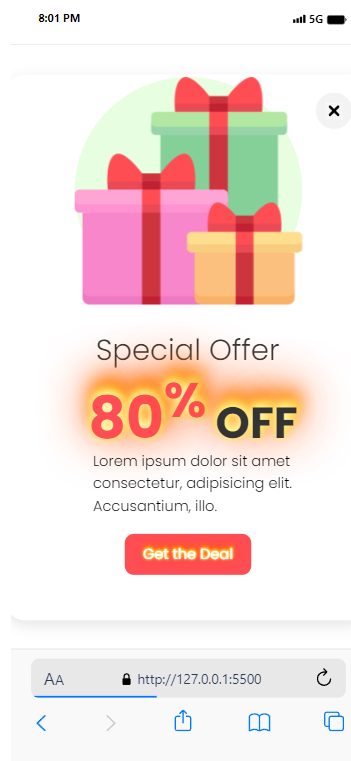 8:01 PM 5G
Special Offer
80% OFF
Lorem ipsum dolor sit amet
consectetur, adipisicing elit.
Accusantium, illo.
Get the Deal
AA http://127.0.0.1:5500